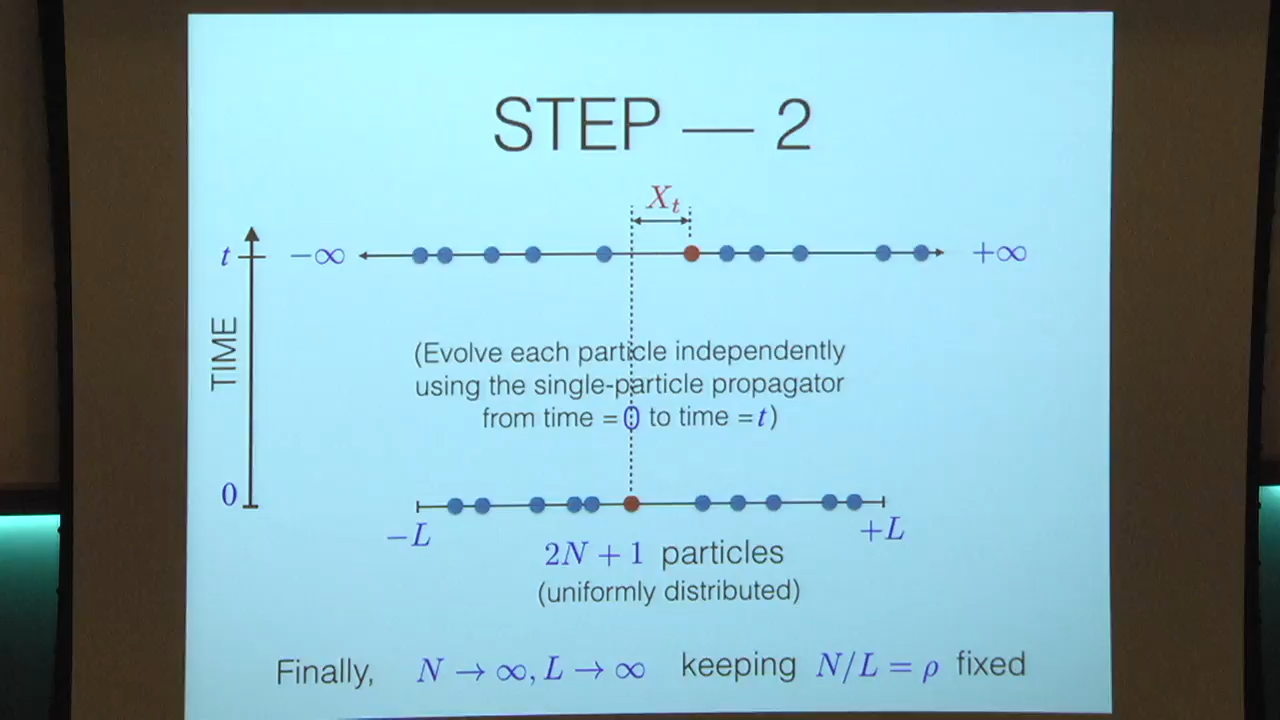 STEP — 2
X_t
t
−∞
+∞
TIME
(Evolve each particle independently
using the single-particle propagator
from time = 0 to time = t)
0
−L
+L
2N + 1 particles
(uniformly distributed)
Finally, N → ∞, L → ∞ keeping N/L = ρ fixed